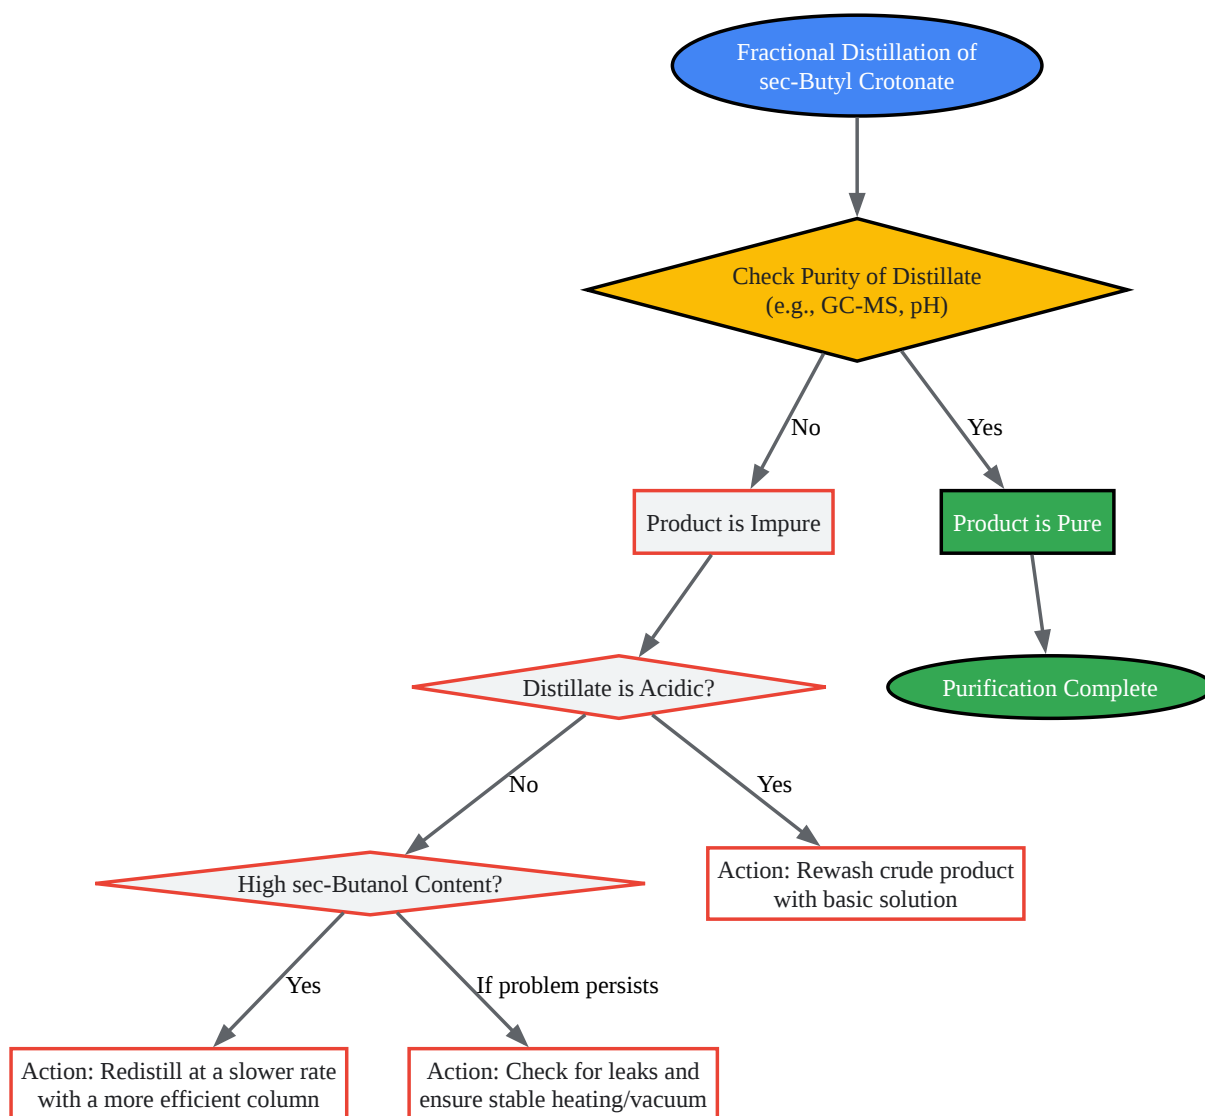 Fractional Distillation of
sec-Butyl Crotonate
Check Purity of Distillate
(e.g., GC-MS, pH)
No
Yes
Product is Impure
Product is Pure
Distillate is Acidic?
Purification Complete
No
Yes
High sec-Butanol Content?
Action: Rewash crude product
with basic solution
Yes
If problem persists
Action: Redistill at a slower rate
with a more efficient column
Action: Check for leaks and
ensure stable heating/vacuum